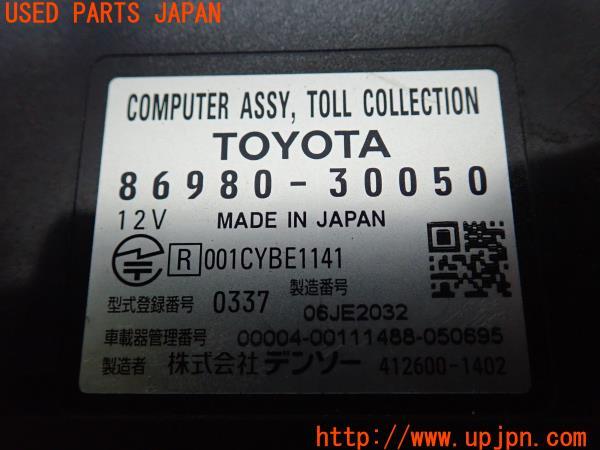 USED PARTS JAPAN
COMPUTER ASSY, TOLL COLLECTION
TOYOTA
86980-30050
12V MADE IN JAPAN
R 001CYBE1141
型式登録番号 0337 製造番号 06JE2032
車載器管理番号 00004-00111488-050695
製造者 株式会社デンソー 412600-1402
http://www.upjpn.com